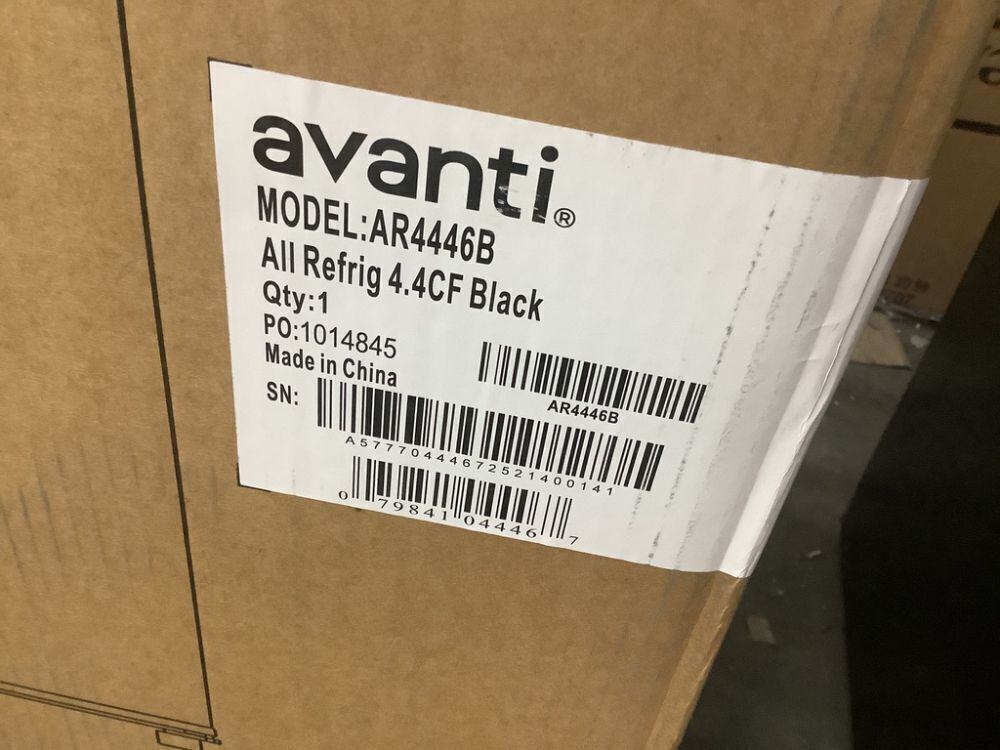 avanti®
MODEL:AR4446B
All Refrig 4.4CF Black
Qty:1
PO:1014845
Made in China
AR4446B
SN:
A57770444672521400141
0 79841 04446 7